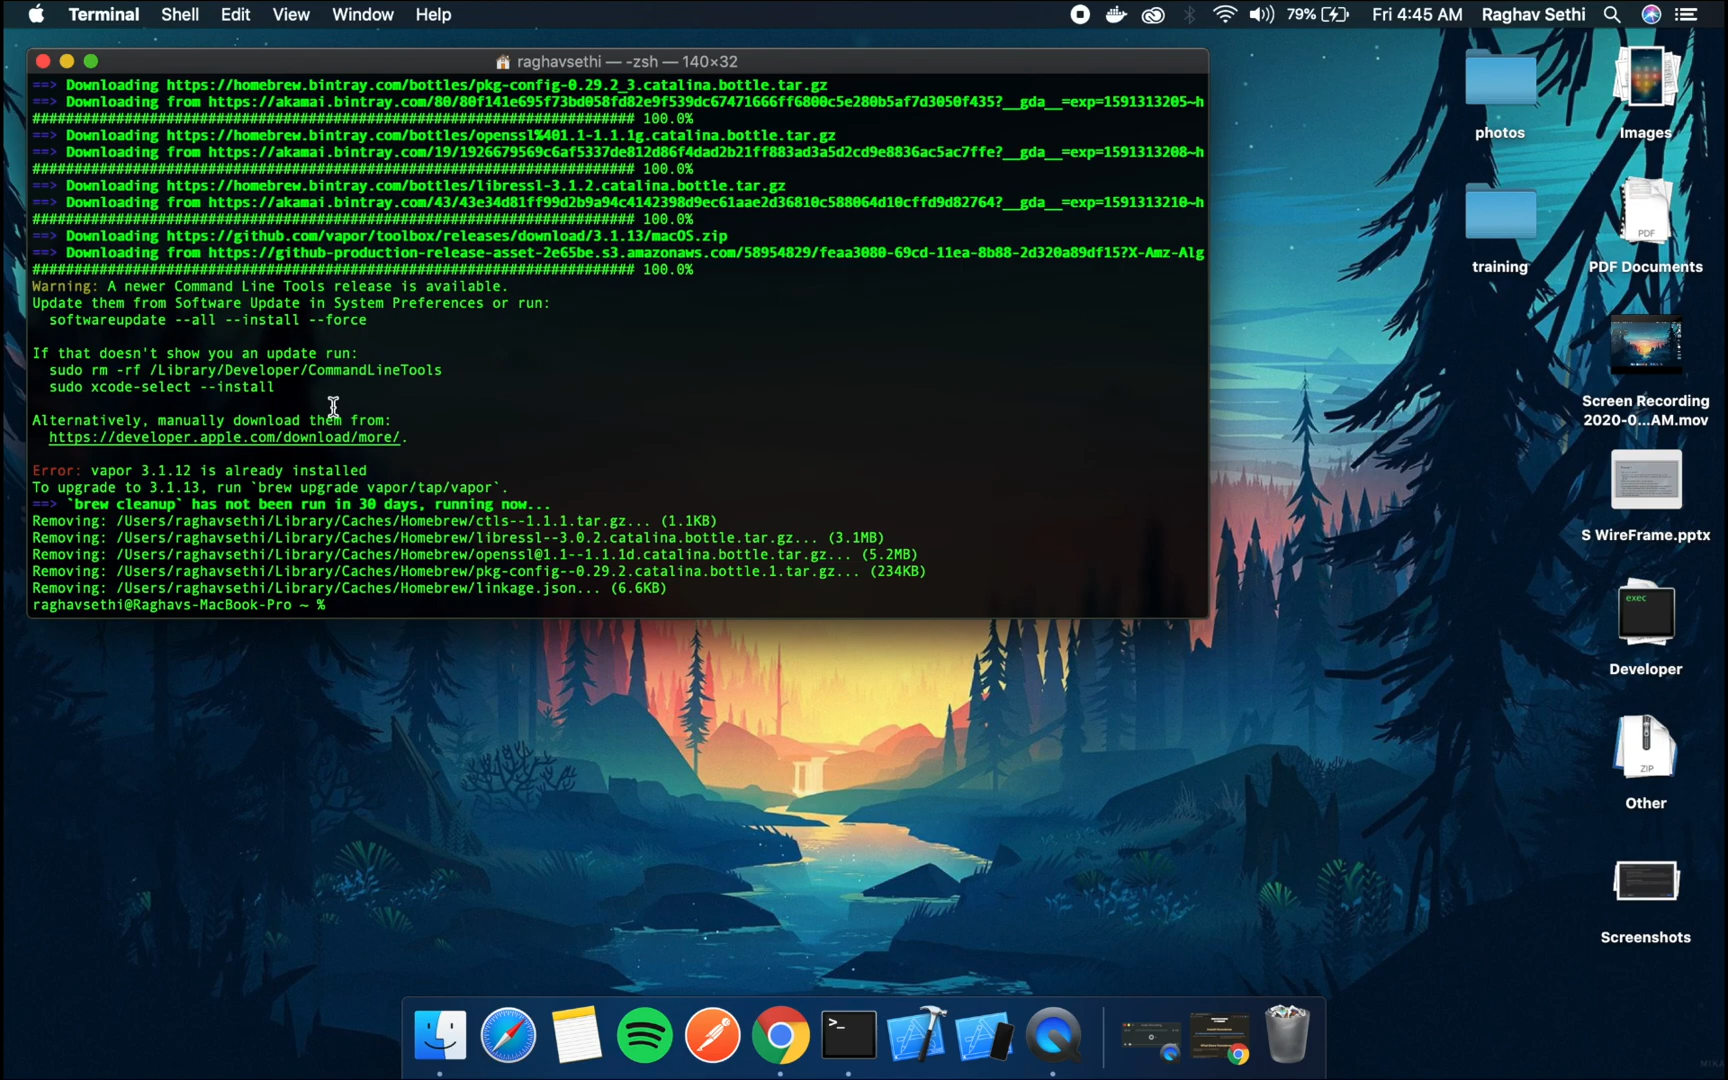 Terminal Shell Edit View Window Help 79% Fri 4:45 AM Raghav Sethi
raghavsethi — -zsh — 140×32
==> Downloading https://homebrew.bintray.com/bottles/pkg-config-0.29.2_3.catalina.bottle.tar.gz
==> Downloading from https://akamai.bintray.com/80/80f141e695f73bd058fd82e9f539dc67471666ff6800c5e280b5af7d3050f435?__gda__=exp=1591313205~h
######################################################################## 100.0%
==> Downloading https://homebrew.bintray.com/bottles/openssl%401.1-1.1.1g.catalina.bottle.tar.gz
==> Downloading from https://akamai.bintray.com/19/1926679569c6af5337de812d86f4dad2b21ff883ad3a5d2cd9e8836ac5ac7ffe?__gda__=exp=1591313208~h
######################################################################## 100.0%
==> Downloading https://homebrew.bintray.com/bottles/libressl-3.1.2.catalina.bottle.tar.gz
==> Downloading from https://akamai.bintray.com/43/43e34d81ff99d2b9a94c4142398d9ec61aae2d36810c588064d10cffd9d82764?__gda__=exp=1591313210~h
######################################################################## 100.0%
==> Downloading https://github.com/vapor/toolbox/releases/download/3.1.13/macOS.zip
==> Downloading from https://github-production-release-asset-2e65be.s3.amazonaws.com/58954829/feaa3080-69cd-11ea-8b88-2d320a89df15?X-Amz-Alg
######################################################################## 100.0%
Warning: A newer Command Line Tools release is available.
Update them from Software Update in System Preferences or run:
softwareupdate --all --install --force
If that doesn't show you an update run:
sudo rm -rf /Library/Developer/CommandLineTools
sudo xcode-select --install
Alternatively, manually download them from:
https://developer.apple.com/download/more/.
Error: vapor 3.1.12 is already installed
To upgrade to 3.1.13, run `brew upgrade vapor/tap/vapor`.
==> `brew cleanup` has not been run in 30 days, running now...
Removing: /Users/raghavsethi/Library/Caches/Homebrew/ctls--1.1.1.tar.gz... (1.1KB)
Removing: /Users/raghavsethi/Library/Caches/Homebrew/libressl--3.0.2.catalina.bottle.tar.gz... (3.1MB)
Removing: /Users/raghavsethi/Library/Caches/Homebrew/openssl@1.1--1.1.1d.catalina.bottle.tar.gz... (5.2MB)
Removing: /Users/raghavsethi/Library/Caches/Homebrew/pkg-config--0.29.2.catalina.bottle.1.tar.gz... (234KB)
Removing: /Users/raghavsethi/Library/Caches/Homebrew/linkage.json... (6.6KB)
raghavsethi@Raghavs-MacBook-Pro ~ %
photos
Images
training
PDF
PDF Documents
Screen Recording
2020-0...AM.mov
S WireFrame.pptx
exec
Developer
ZIP
Other
Screenshots
>_